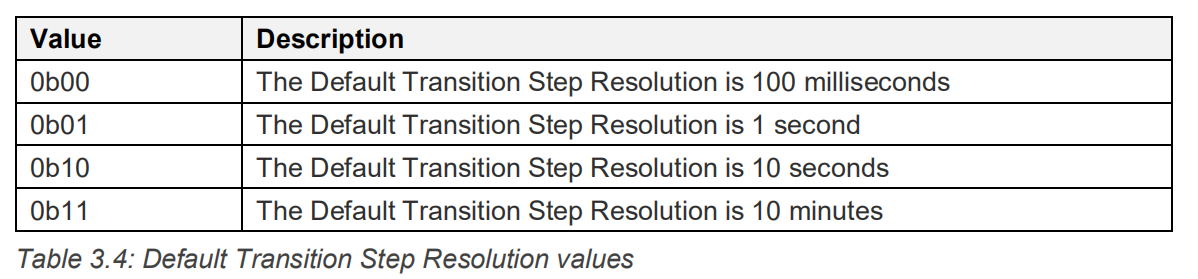 Value Description
0b00 The Default Transition Step Resolution is 100 milliseconds
0b01 The Default Transition Step Resolution is 1 second
0b10 The Default Transition Step Resolution is 10 seconds
0b11 The Default Transition Step Resolution is 10 minutes
Table 3.4: Default Transition Step Resolution values